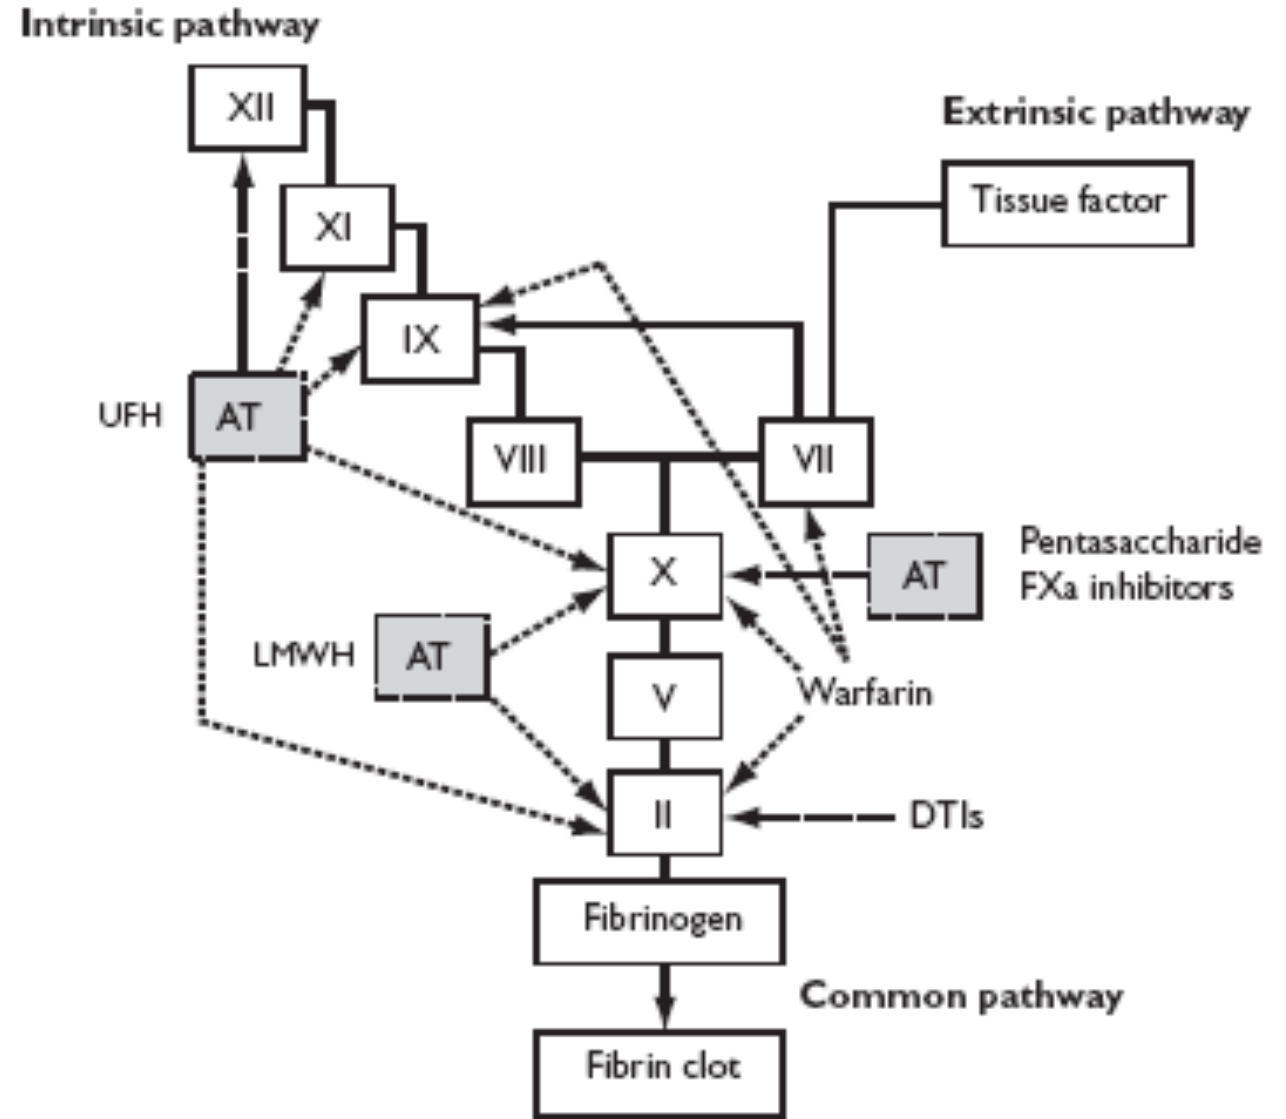 Intrinsic pathway
XII
Extrinsic pathway
Tissue factor
XI
IX
UFH
AT
VIII
VII
X
AT
Pentasaccharide
FXa inhibitors
LMWH
AT
V
Warfarin
II
DTIs
Fibrinogen
Common pathway
Fibrin clot